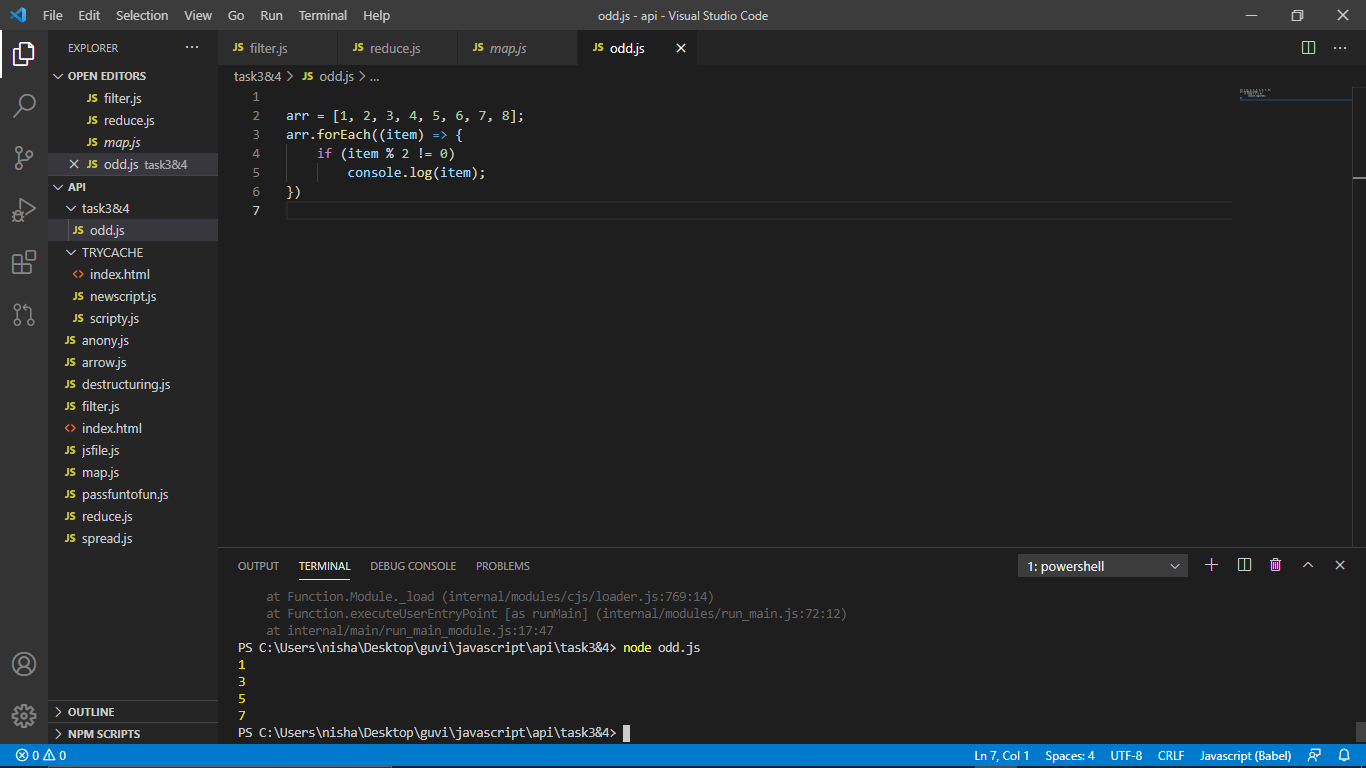 File Edit Selection View Go Run Terminal Help odd.js - api - Visual Studio Code
EXPLORER ...
OPEN EDITORS
JS filter.js
JS reduce.js
JS map.js
JS odd.js task3&4
API
task3&4
JS odd.js
TRYCACHE
<> index.html
JS newscript.js
JS scripty.js
JS anony.js
JS arrow.js
JS destructuring.js
JS filter.js
<> index.html
JS jsfile.js
JS map.js
JS passfuntofun.js
JS reduce.js
JS spread.js
OUTLINE
NPM SCRIPTS
JS filter.js JS reduce.js JS map.js JS odd.js
task3&4 > JS odd.js > ...
1
2 arr = [1, 2, 3, 4, 5, 6, 7, 8];
3 arr.forEach((item) => {
4 if (item % 2 != 0)
5 console.log(item);
6 })
7
OUTPUT TERMINAL DEBUG CONSOLE PROBLEMS 1: powershell
at Function.Module._load (internal/modules/cjs/loader.js:769:14)
at Function.executeUserEntryPoint [as runMain] (internal/modules/run_main.js:72:12)
at internal/main/run_main_module.js:17:47
PS C:\Users\nisha\Desktop\guvi\javascript\api\task3&4> node odd.js
1
3
5
7
PS C:\Users\nisha\Desktop\guvi\javascript\api\task3&4>
0 0 Ln 7, Col 1 Spaces: 4 UTF-8 CRLF Javascript (Babel)